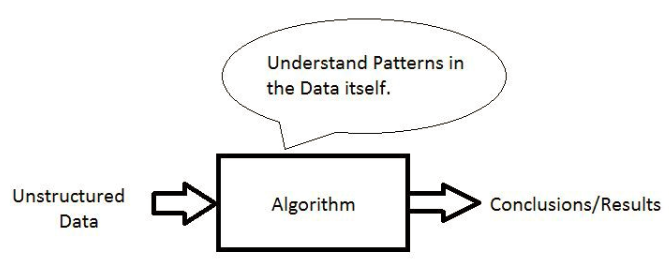 Understand Patterns in
the Data itself.
Unstructured
Data
Algorithm
Conclusions/Results